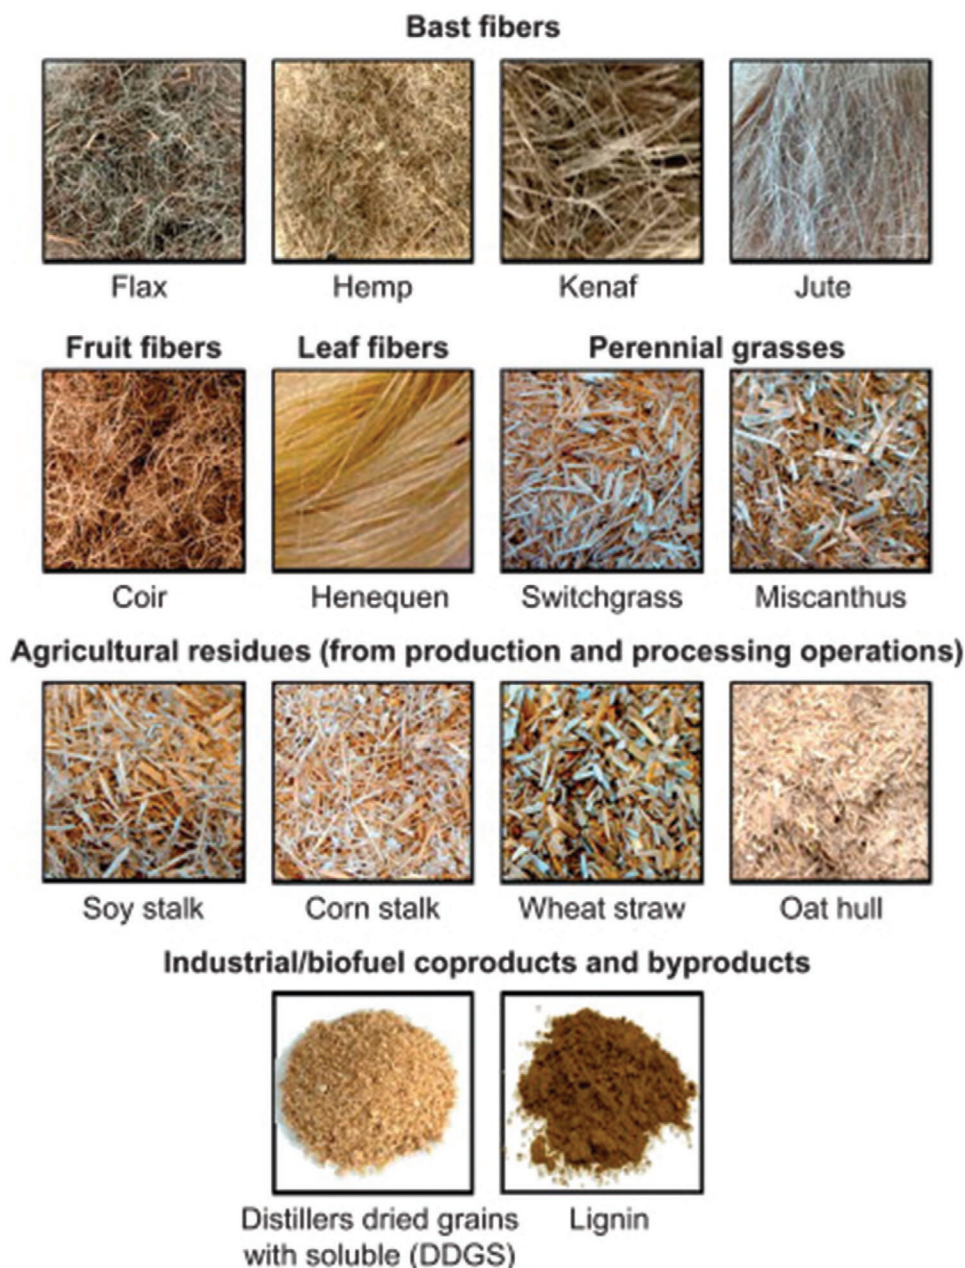 Bast fibers
Flax
Hemp
Kenaf
Jute
Fruit fibers
Leaf fibers
Perennial grasses
Coir
Henequen
Switchgrass
Miscanthus
Agricultural residues (from production and processing operations)
Soy stalk
Corn stalk
Wheat straw
Oat hull
Industrial/biofuel coproducts and byproducts
Distillers dried grains
with soluble (DDGS)
Lignin